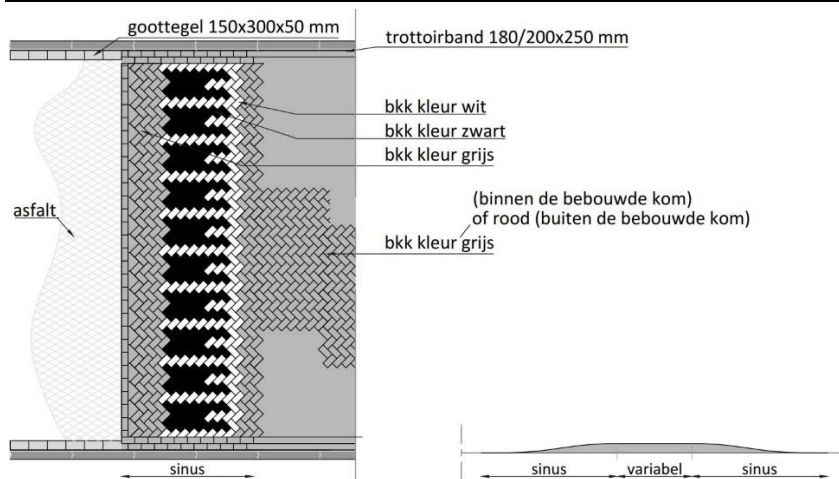 goottegel 150x300x50 mm
trottoirband 180/200x250 mm
bkk kleur wit
bkk kleur zwart
bkk kleur grijs
(binnen de bebouwde kom)
of rood (buiten de bebouwde kom)
asfalt
bkk kleur grijs
sinus
sinus
variabel
sinus